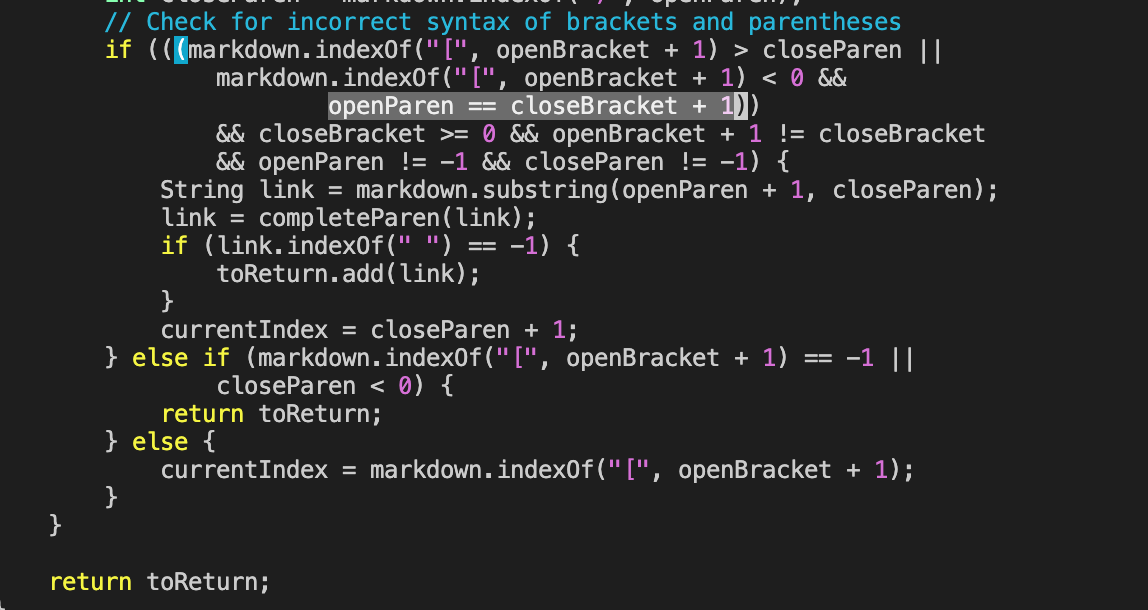 int closeParen = markdown.indexOf(")", openParen);
// Check for incorrect syntax of brackets and parentheses
if (((markdown.indexOf("[", openBracket + 1) > closeParen ||
markdown.indexOf("[", openBracket + 1) < 0 &&
openParen == closeBracket + 1))
&& closeBracket >= 0 && openBracket + 1 != closeBracket
&& openParen != -1 && closeParen != -1) {
String link = markdown.substring(openParen + 1, closeParen);
link = completeParen(link);
if (link.indexOf(" ") == -1) {
toReturn.add(link);
}
currentIndex = closeParen + 1;
} else if (markdown.indexOf("[", openBracket + 1) == -1 ||
closeParen < 0) {
return toReturn;
} else {
currentIndex = markdown.indexOf("[", openBracket + 1);
}
}
return toReturn;